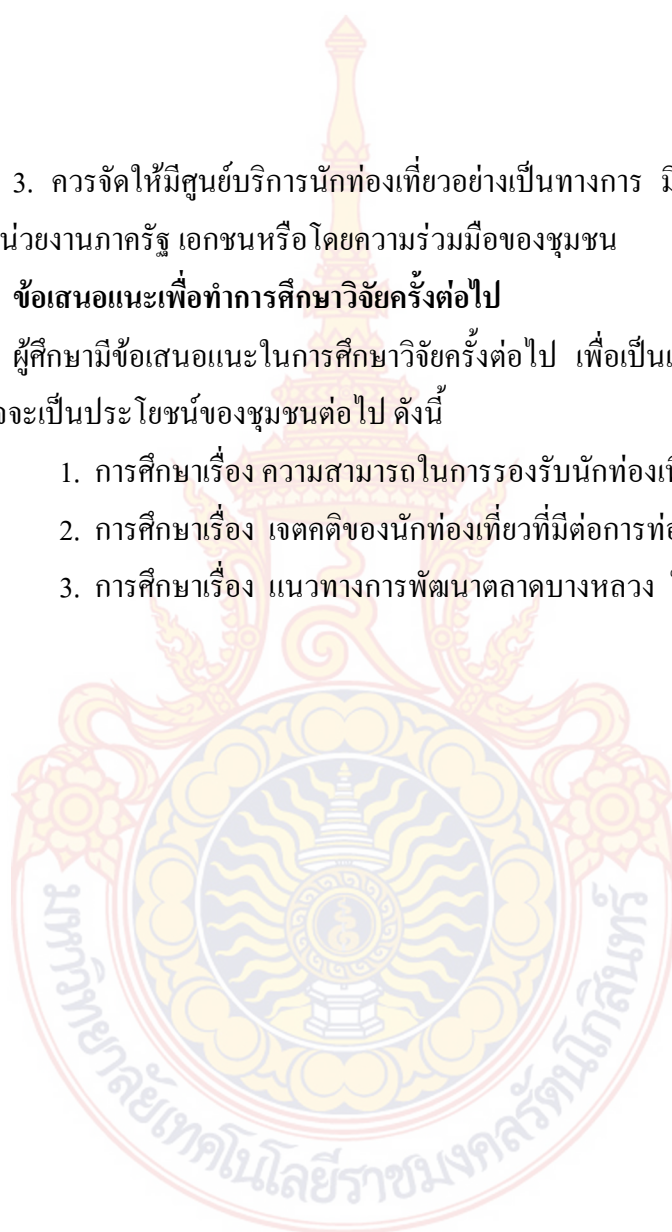 3. ควรจัดให้มีศูนย์บริการนักท่องเที่ยวอย่างเป็นทางการ
น่วยงานภาครัฐ เอกชนหรือโดยความร่วมมือของชุมชน
ข้อเสนอแนะเพื่อทำการศึกษาวิจัยครั้งต่อไป
ผู้ศึกษามีข้อเสนอแนะในการศึกษาวิจัยครั้งต่อไป เพื่อเป็น
จะเป็นประโยชน์ของชุมชนต่อไป ดังนี้
1. การศึกษาเรื่อง ความสามารถในการรองรับนักท่องเ
2. การศึกษาเรื่อง เจตคติของนักท่องเที่ยวที่มีต่อการท่อ
3. การศึกษาเรื่อง แนวทางการพัฒนาตลาดบางหลวง
มหาวิทยาลัยเทคโนโลยีราชมงคลรัตนโกสินทร์